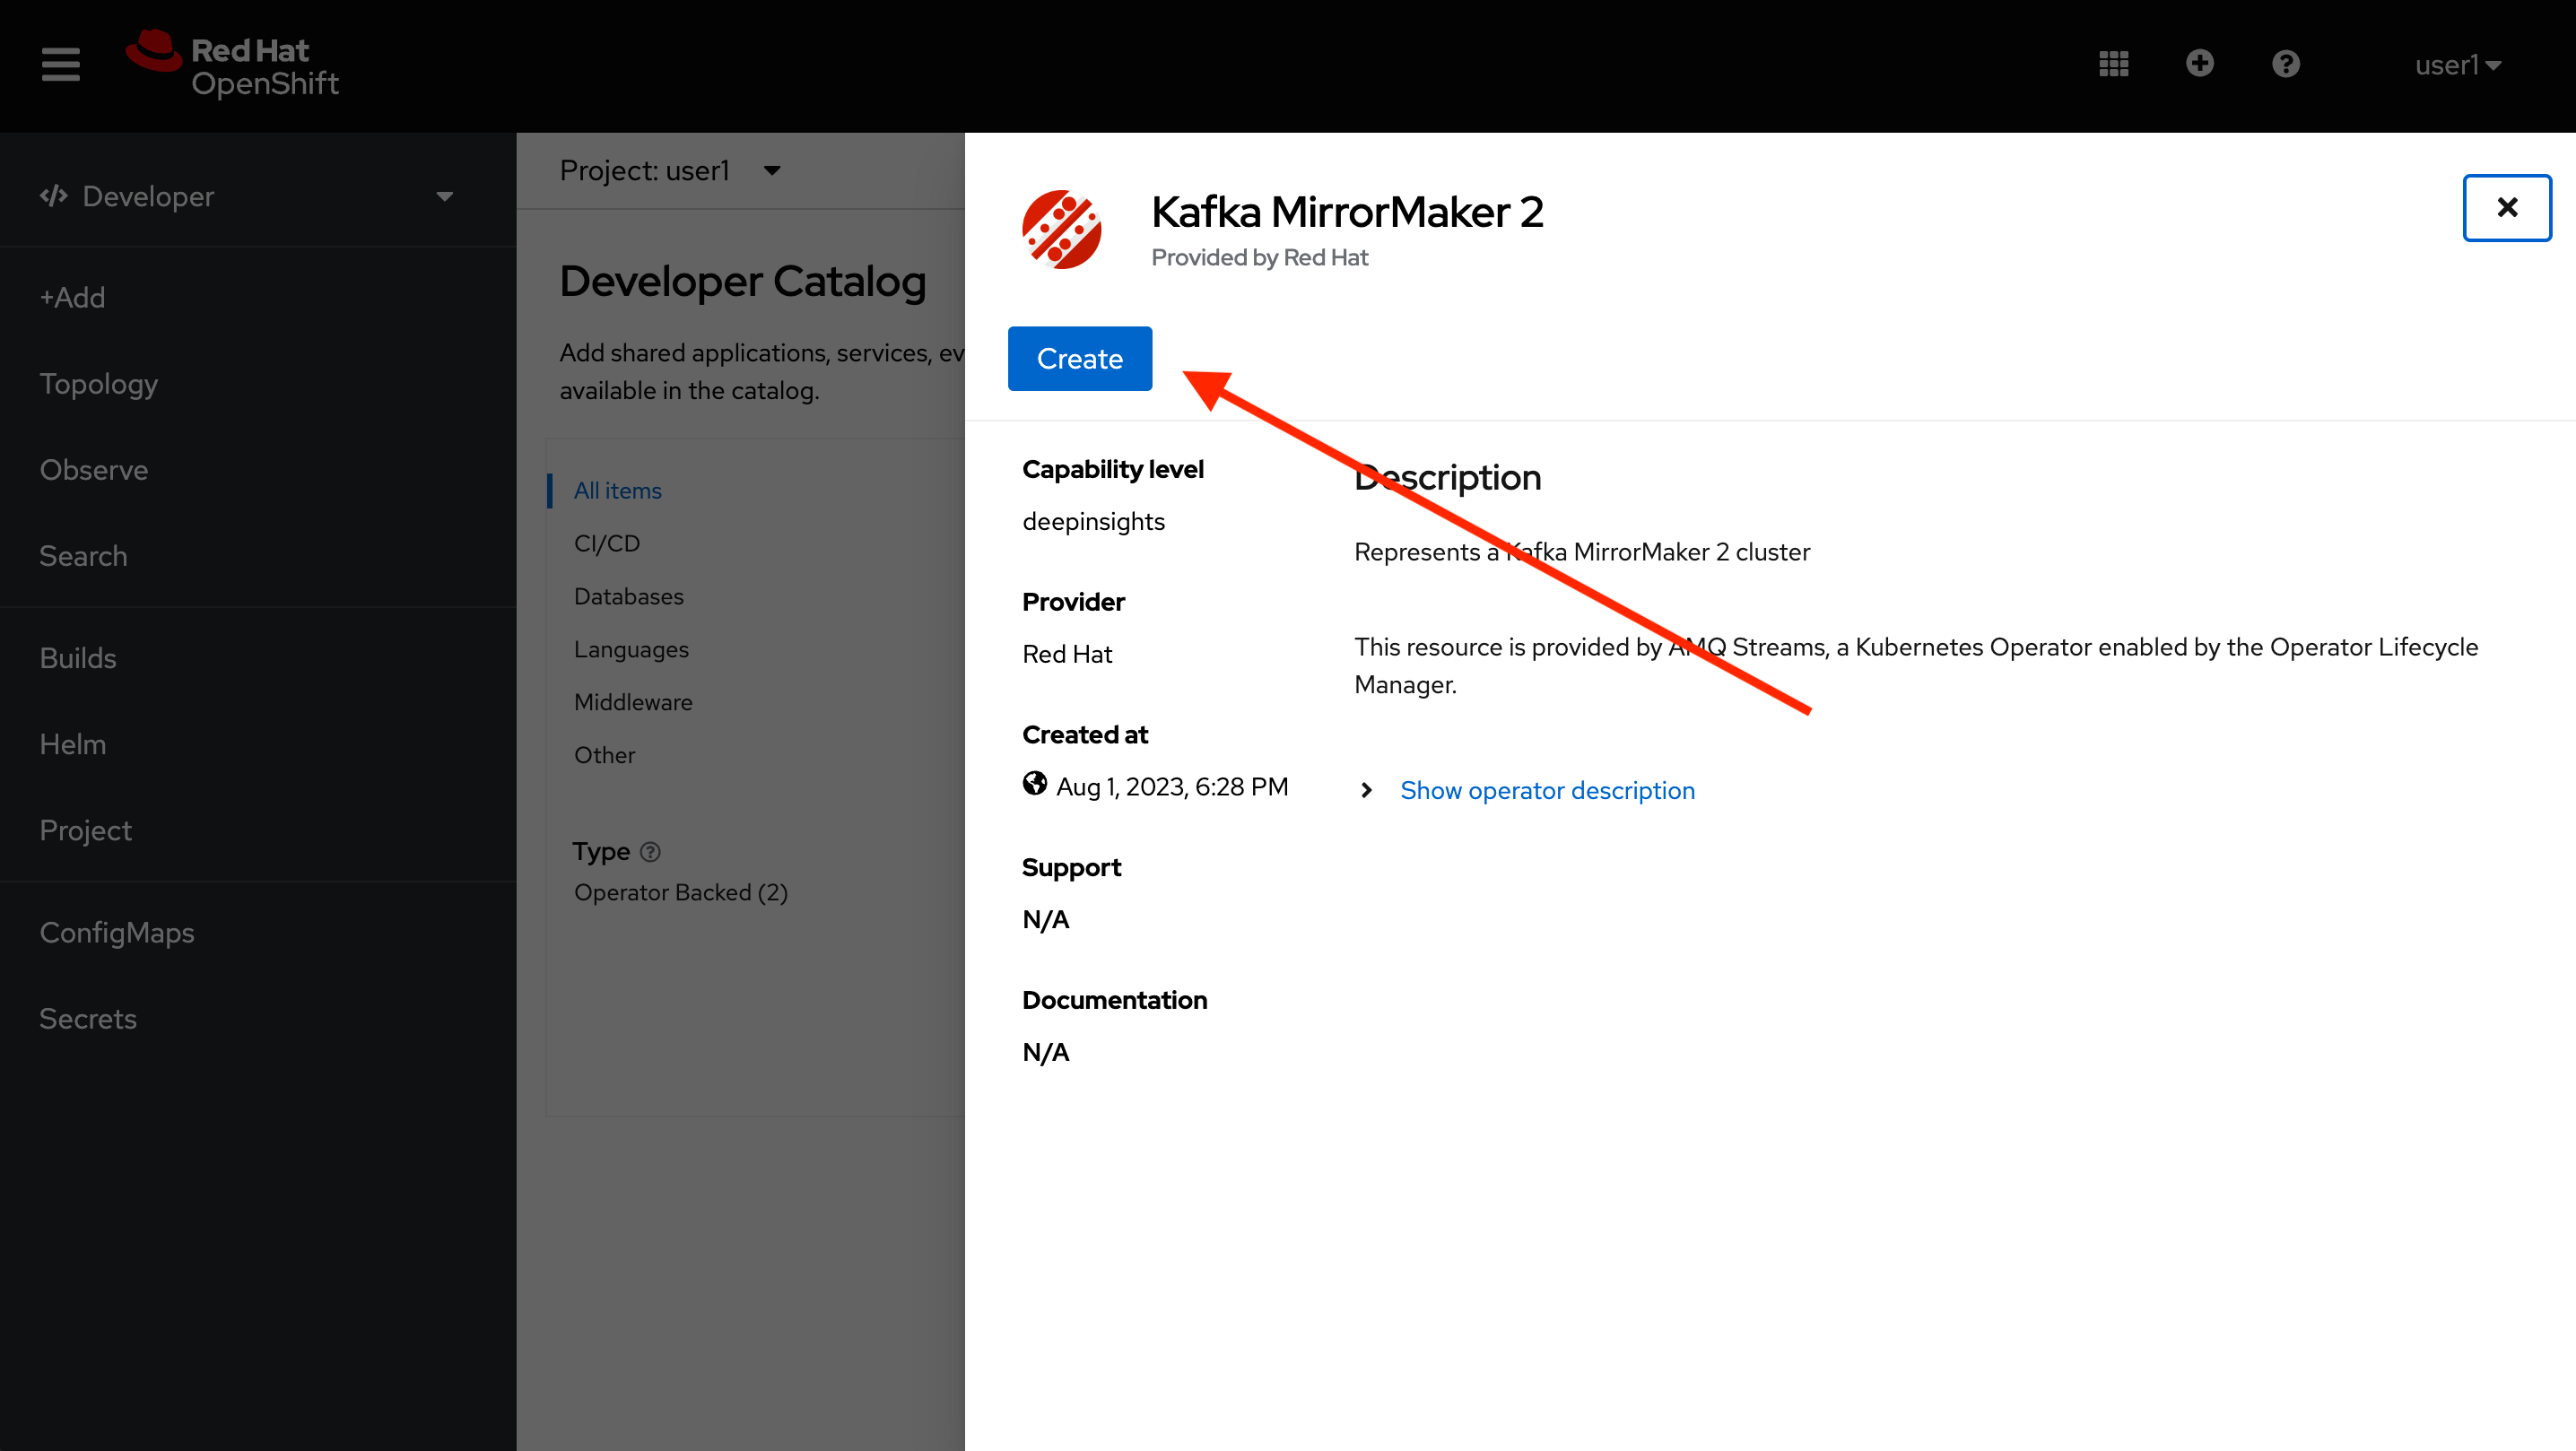 Red Hat
OpenShift
user1
Developer
+Add
Topology
Observe
Search
Builds
Helm
Project
ConfigMaps
Secrets
Project: user1
Developer Catalog
Add shared applications, services, ev
available in the catalog.
All items
CI/CD
Databases
Languages
Middleware
Other
Type
Operator Backed (2)
Kafka MirrorMaker 2
Provided by Red Hat
Create
Capability level
deepinsights
Provider
Red Hat
Created at
Aug 1, 2023, 6:28 PM
Support
N/A
Documentation
N/A
Description
Represents a Kafka MirrorMaker 2 cluster
This resource is provided by AMQ Streams, a Kubernetes Operator enabled by the Operator Lifecycle
Manager.
Show operator description